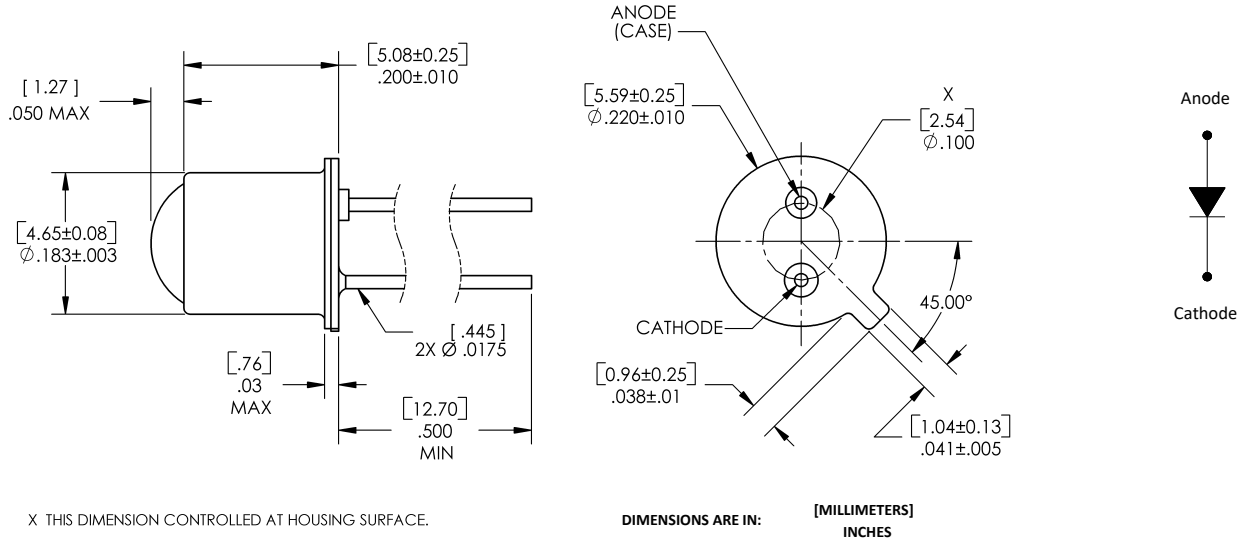 [5.08±0.25]
.200±.010
[ 1.27 ]
.050 MAX
[4.65±0.08]
∅.183±.003
[.445]
2X ∅ .0175
[.76]
.03
MAX
[12.70]
.500
MIN
ANODE
(CASE)
[5.59±0.25]
∅.220±.010
X
[2.54]
∅.100
45.00°
CATHODE
[0.96±0.25]
.038±.01
[1.04±0.13]
.041±.005
Anode
Cathode
X THIS DIMENSION CONTROLLED AT HOUSING SURFACE.
DIMENSIONS ARE IN:
[MILLIMETERS]
INCHES